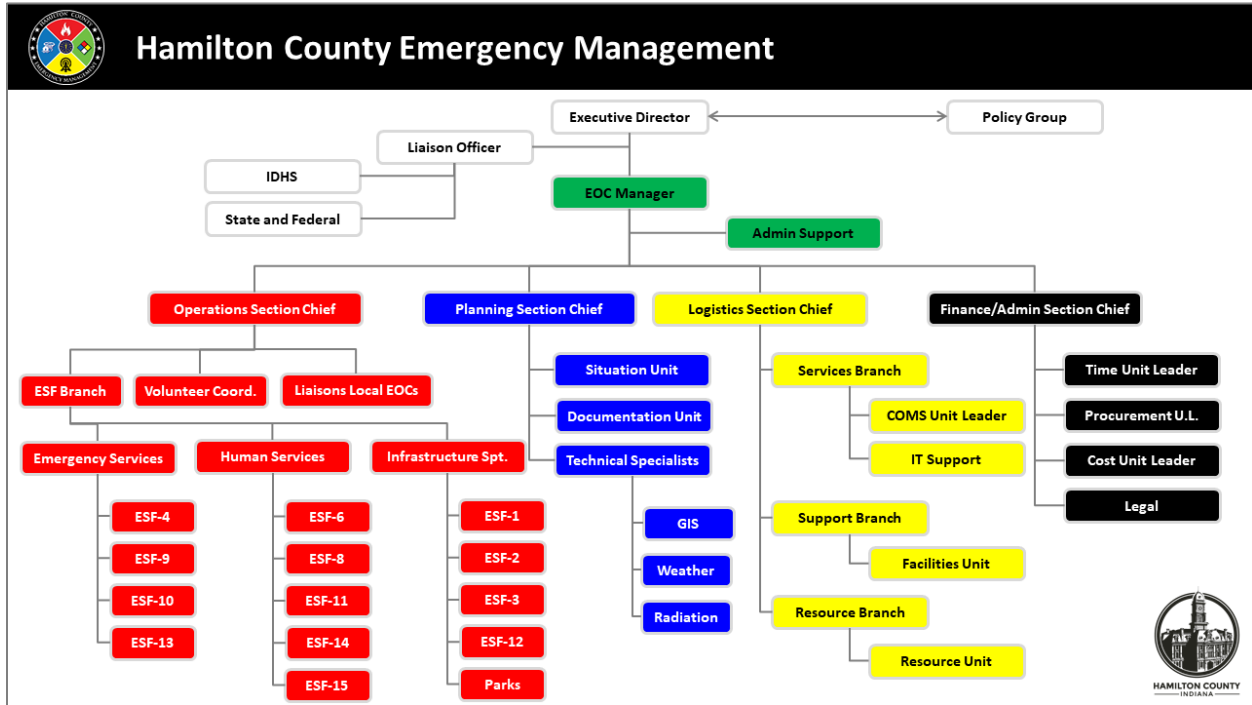 Hamilton County Emergency Management
HAMILTON COUNTY
EMERGENCY MANAGEMENT
Executive Director
Policy Group
Liaison Officer
IDHS
EOC Manager
State and Federal
Admin Support
Operations Section Chief
Planning Section Chief
Logistics Section Chief
Finance/Admin Section Chief
ESF Branch
Volunteer Coord.
Liaisons Local EOCs
Situation Unit
Services Branch
Time Unit Leader
Documentation Unit
COMS Unit Leader
Procurement U.L.
Emergency Services
Human Services
Infrastructure Spt.
Technical Specialists
IT Support
Cost Unit Leader
ESF-4
ESF-6
ESF-1
GIS
Support Branch
Legal
ESF-9
ESF-8
ESF-2
Weather
Facilities Unit
ESF-10
ESF-11
ESF-3
Radiation
Resource Branch
ESF-13
ESF-14
ESF-12
Resource Unit
ESF-15
Parks
HAMILTON COUNTY
INDIANA